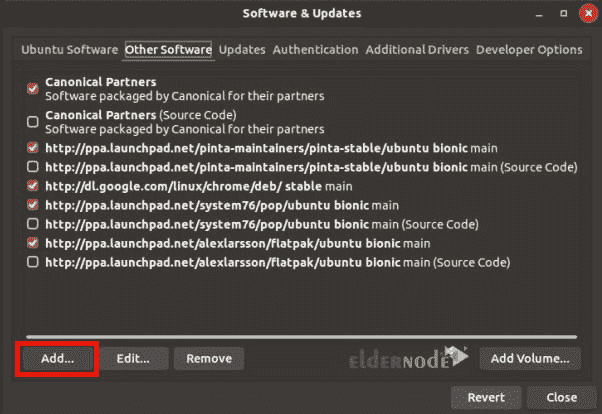 Software & Updates
Ubuntu Software Other Software Updates Authentication Additional Drivers Developer Options
Canonical Partners
Software packaged by Canonical for their partners
Canonical Partners (Source Code)
Software packaged by Canonical for their partners
http://ppa.launchpad.net/pinta-maintainers/pinta-stable/ubuntu bionic main
http://ppa.launchpad.net/pinta-maintainers/pinta-stable/ubuntu bionic main (Source Code)
http://dl.google.com/linux/chrome/deb/ stable main
http://ppa.launchpad.net/system76/pop/ubuntu bionic main
http://ppa.launchpad.net/system76/pop/ubuntu bionic main (Source Code)
http://ppa.launchpad.net/alexlarsson/flatpak/ubuntu bionic main
http://ppa.launchpad.net/alexlarsson/flatpak/ubuntu bionic main (Source Code)
Add... Edit... Remove elderNode Add Volume...
Revert Close